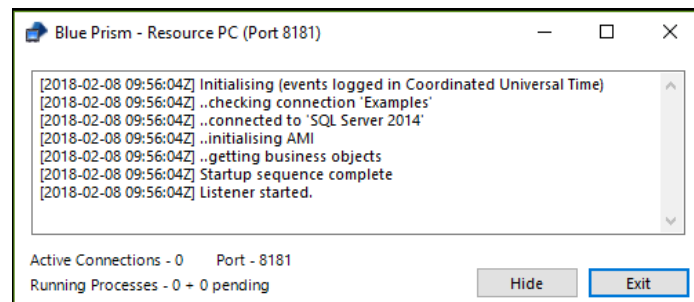 Blue Prism - Resource PC (Port 8181)
[2018-02-08 09:56:04Z] Initialising (events logged in Coordinated Universal Time)
[2018-02-08 09:56:04Z] ..checking connection 'Examples'
[2018-02-08 09:56:04Z] ..connected to 'SQL Server 2014'
[2018-02-08 09:56:04Z] ..initialising AMI
[2018-02-08 09:56:04Z] ..getting business objects
[2018-02-08 09:56:04Z] Startup sequence complete
[2018-02-08 09:56:04Z] Listener started.
Active Connections - 0 Port - 8181
Running Processes - 0 + 0 pending
Hide Exit